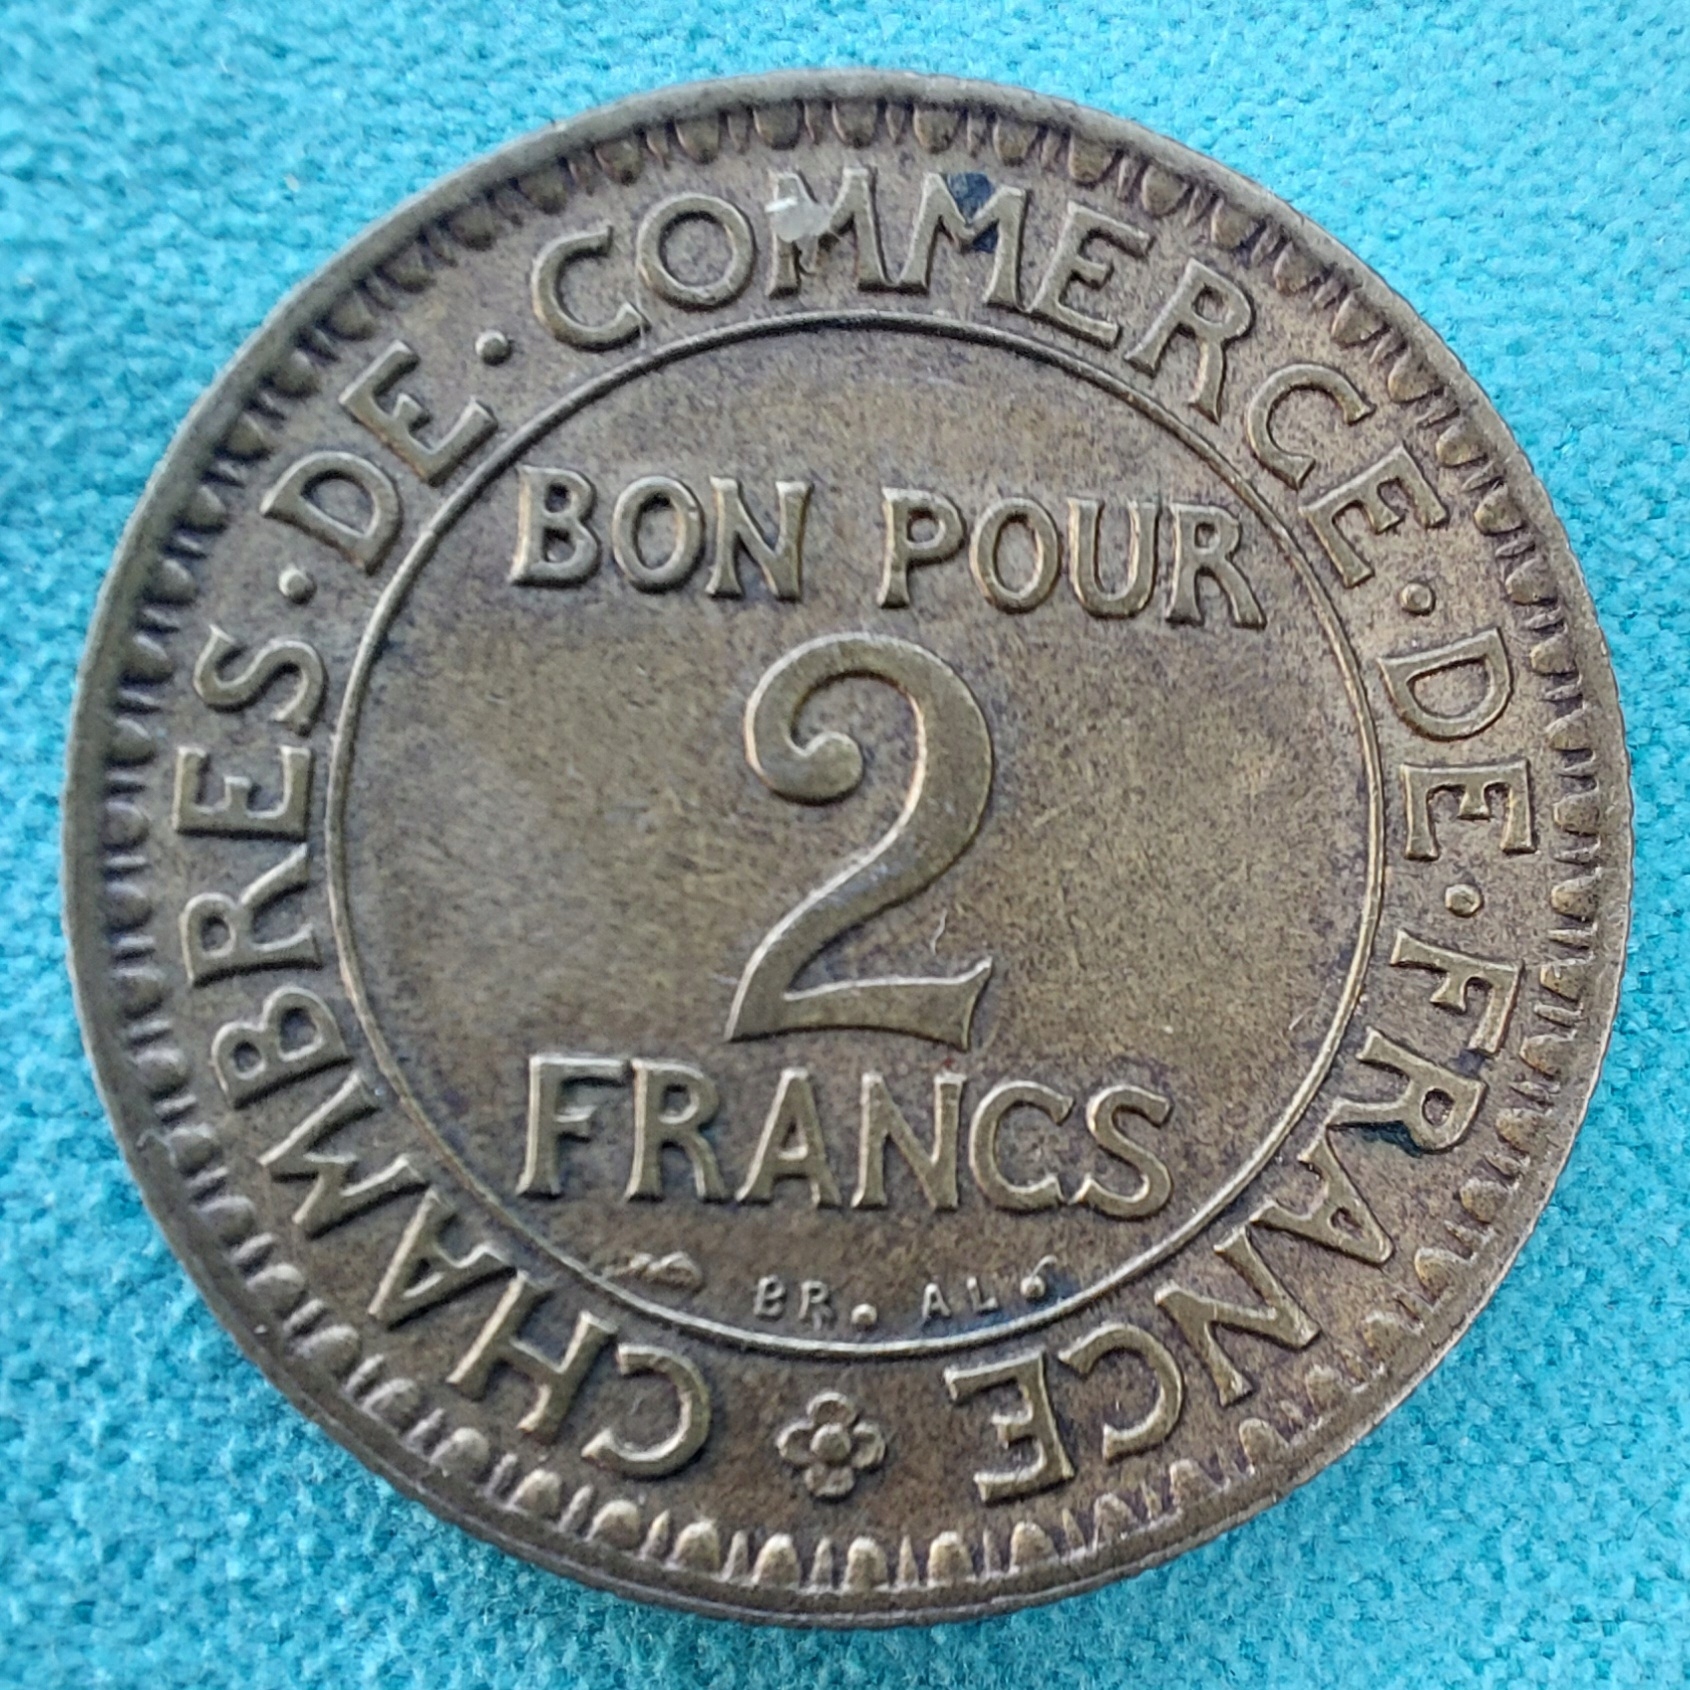 CHAMBRES·DE·COMMERCE·DE·FRANCE
BON POUR
2
FRANCS
BR. AL.